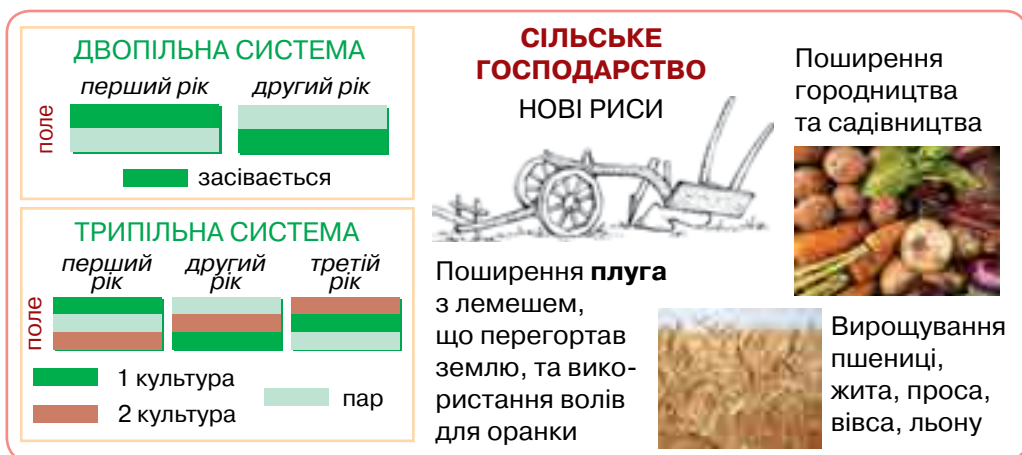 ДВОПІЛЬНА СИСТЕМА
перший рік
другий рік
поле
засівається
ТРИПІЛЬНА СИСТЕМА
перший
рік
другий
рік
третій
рік
поле
1 культура
2 культура
пар
СІЛЬСЬКЕ
ГОСПОДАРСТВО
НОВІ РИСИ
Поширення плуга
з лемешем,
що перегортав
землю, та вико-
ристання волів
для оранки
Поширення
городництва
та садівництва
Вирощування
пшениці,
жита, проса,
вівса, льону